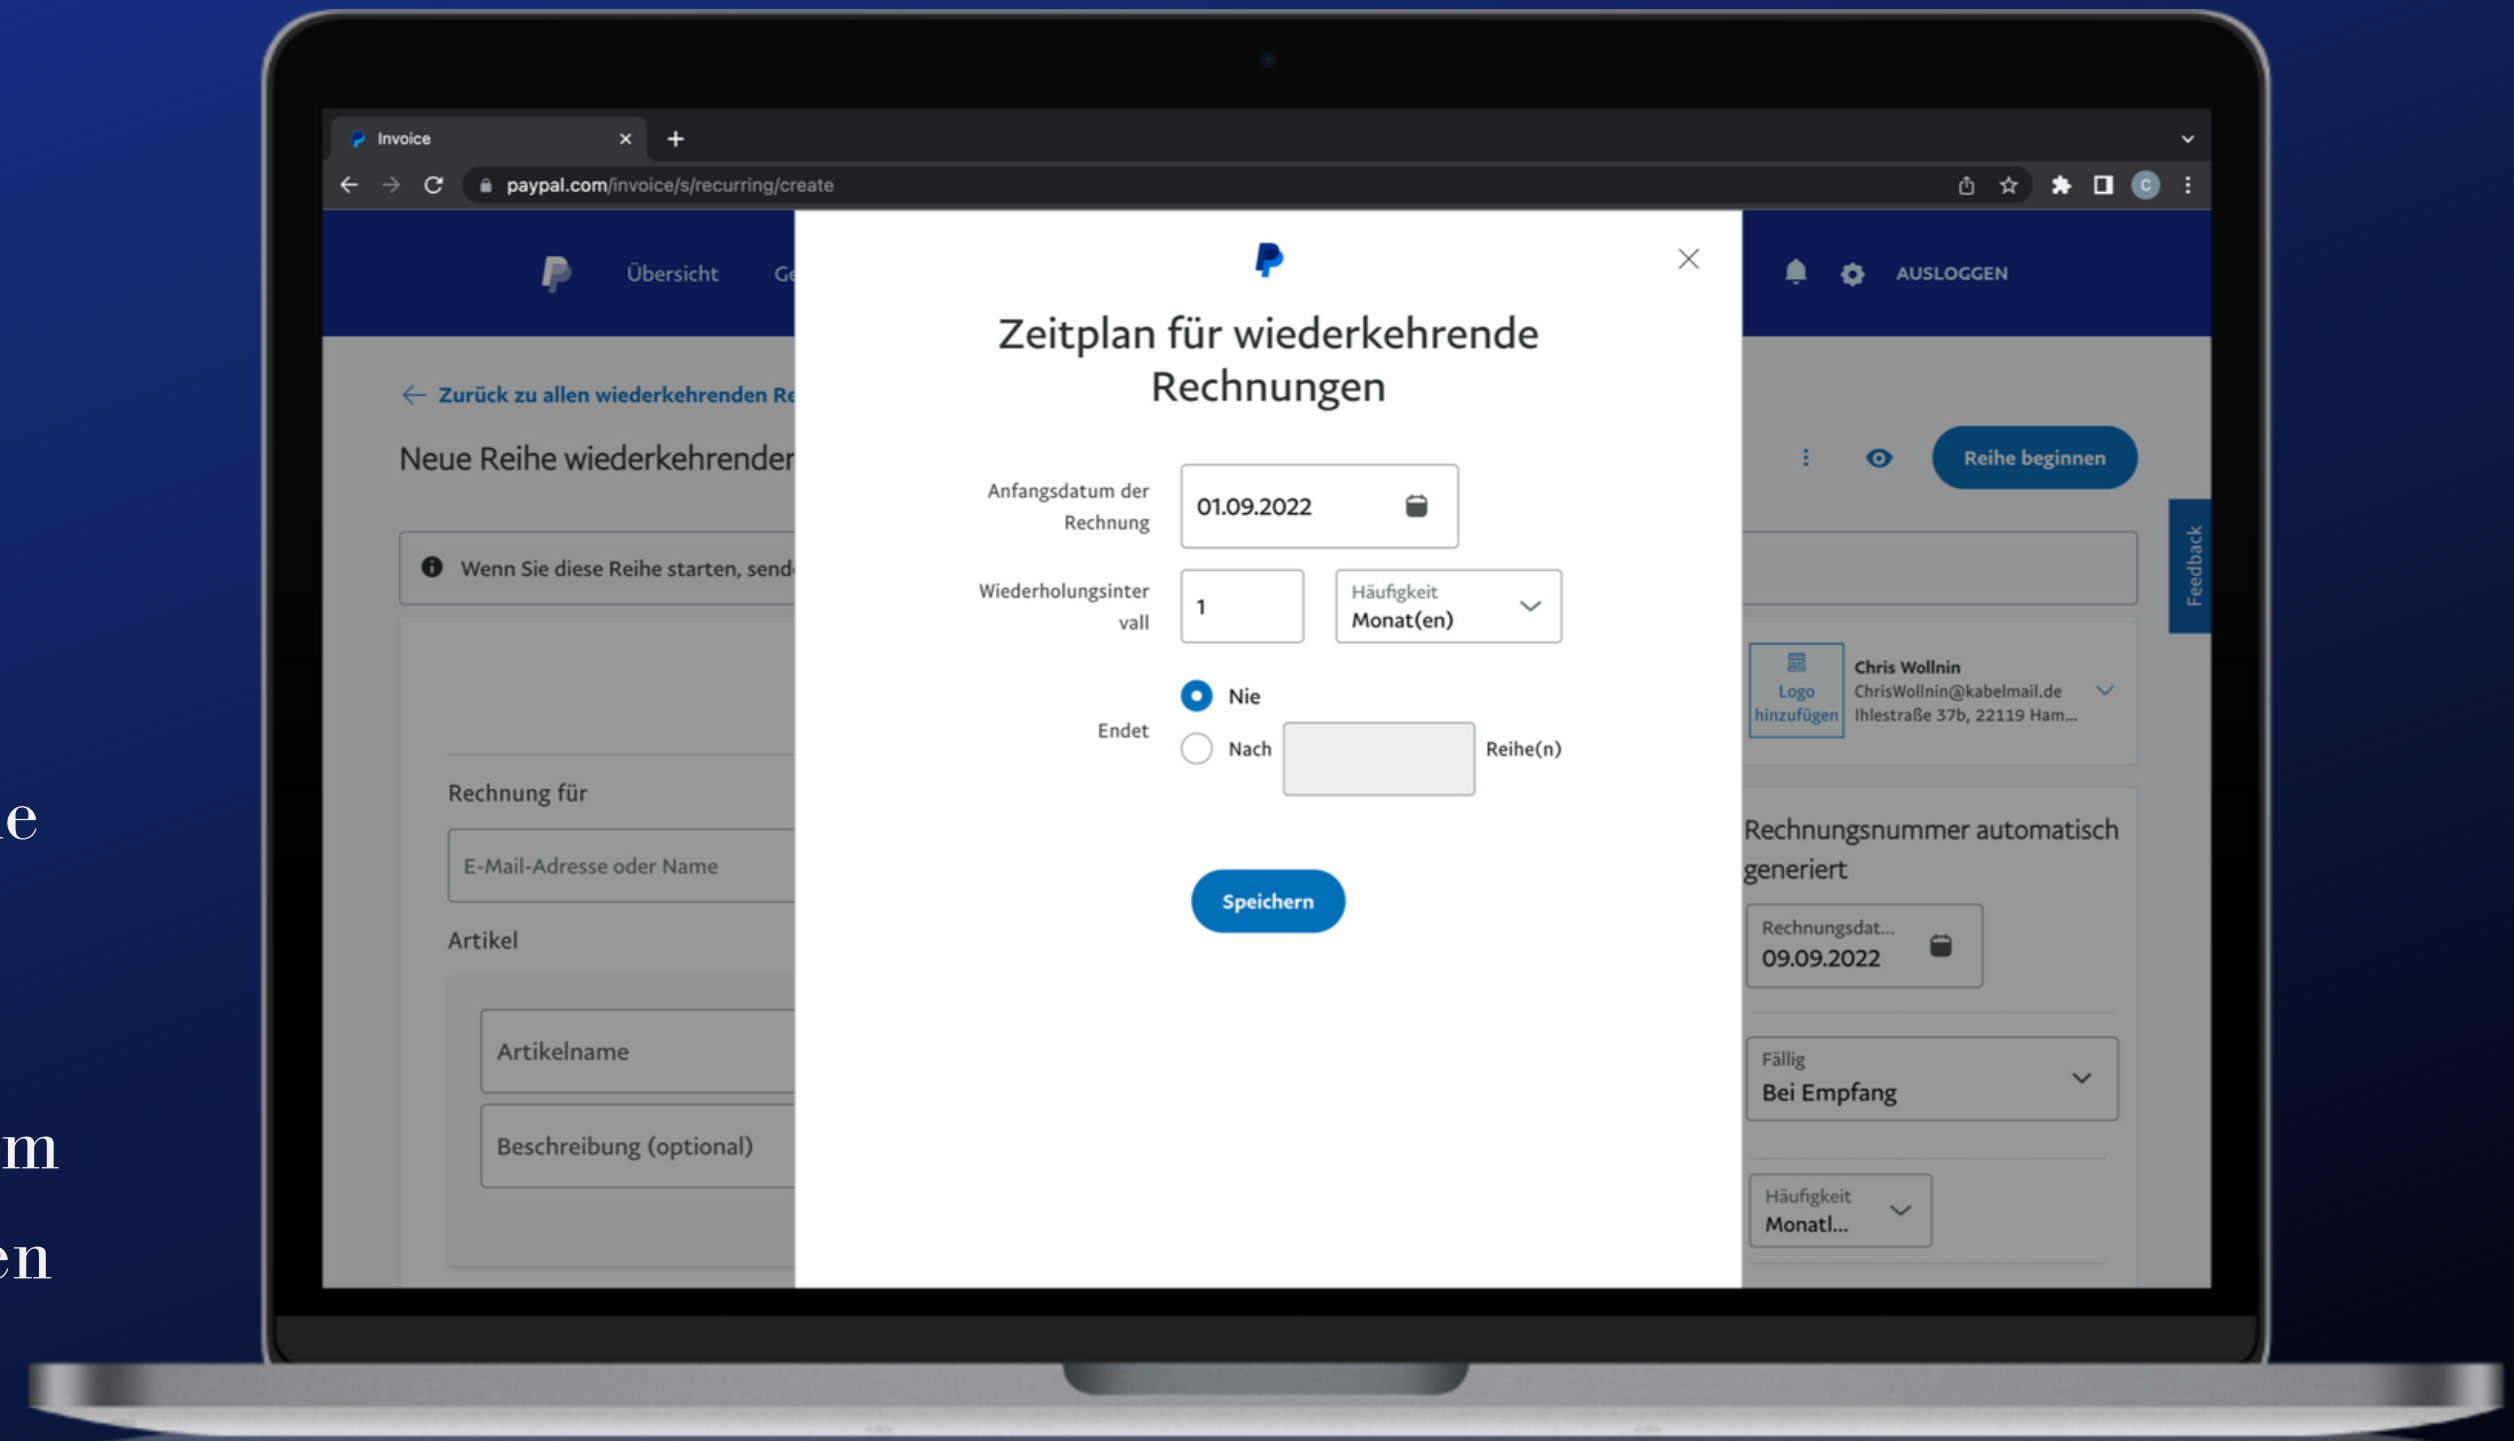 Invoice
paypal.com/invoice/s/recurring/create
C
Übersicht
AUSLOGGEN
Zeitplan für wiederkehrende
Rechnungen
Zurück zu allen wiederkehrenden Re
Neue Reihe wiederkehrender
Reihe beginnen
Anfangsdatum der
Rechnung
01.09.2022
Feedback
Wenn Sie diese Reihe starten, send
Wiederholungsinter
vall
1
Häufigkeit
Monat(en)
Endet
Nie
Nach
Reihe(n)
Speichern
Logo
hinzufügen
Chris Wollnin
ChrisWollnin@kabelmail.de
Ihlestraße 37b, 22119 Ham...
Rechnung für
E-Mail-Adresse oder Name
Artikel
Artikelname
Beschreibung (optional)
Rechnungsnummer automatisch
generiert
Rechnungsdat...
09.09.2022
Fällig
Bei Empfang
Häufigkeit
Monatl...